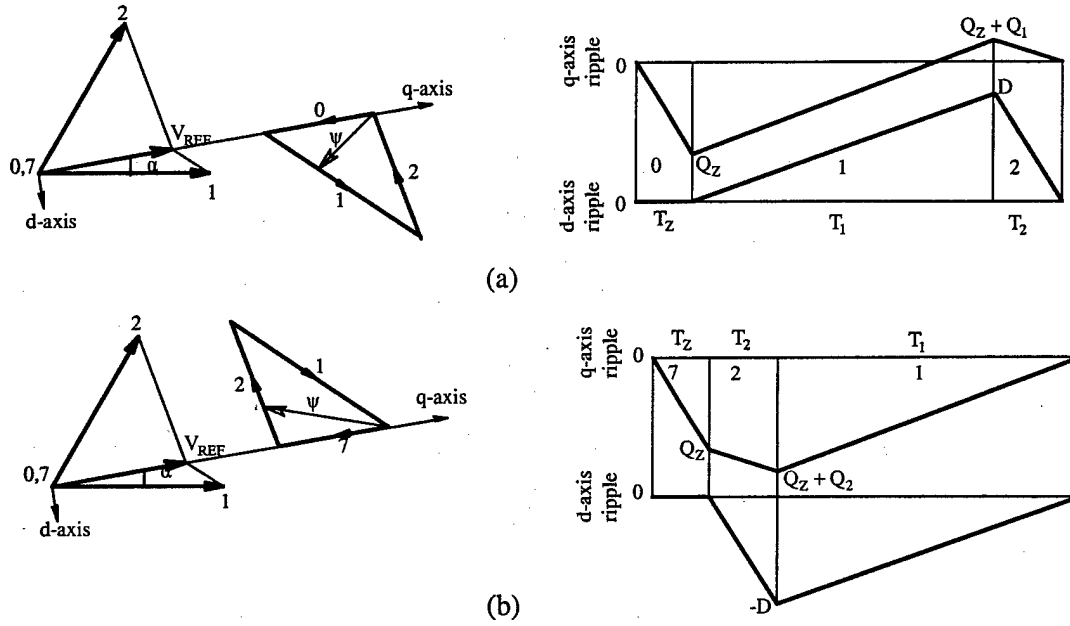 2
0,7
V_REF
α
1
d-axis
q-axis
0
ψ
1
2
q-axis ripple
0
Q_Z + Q_1
D
Q_Z
0
1
2
d-axis ripple
0
T_Z
T_1
T_2
(a)
2
0,7
V_REF
α
1
d-axis
1
2
ψ
q-axis
7
q-axis ripple
0
T_Z
T_2
T_1
7
2
1
Q_Z
Q_Z + Q_2
d-axis ripple
0
-D
(b)